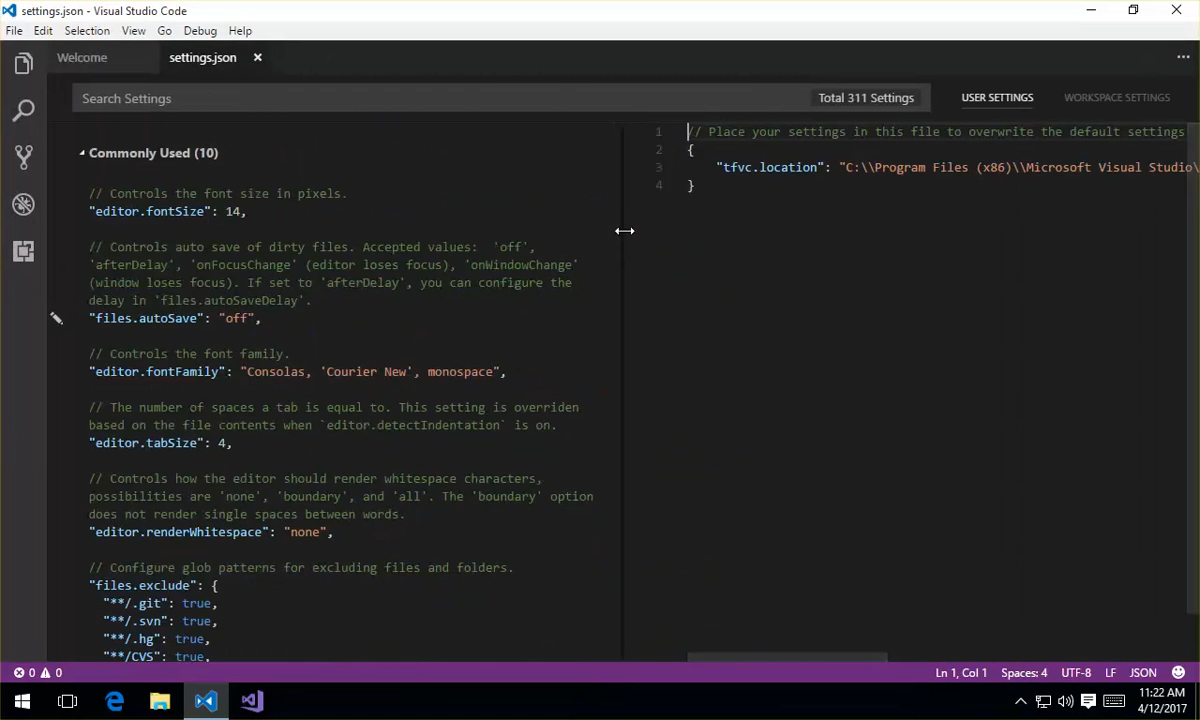 settings.json - Visual Studio Code
File Edit Selection View Go Debug Help
Welcome settings.json
Search Settings Total 311 Settings USER SETTINGS WORKSPACE SETTINGS
Commonly Used (10)
// Controls the font size in pixels.
"editor.fontSize": 14,
// Controls auto save of dirty files. Accepted values:  'off',
'afterDelay', 'onFocusChange' (editor loses focus), 'onWindowChange'
(window loses focus). If set to 'afterDelay', you can configure the
delay in 'files.autoSaveDelay'.
"files.autoSave": "off",
// Controls the font family.
"editor.fontFamily": "Consolas, 'Courier New', monospace",
// The number of spaces a tab is equal to. This setting is overriden
based on the file contents when `editor.detectIndentation` is on.
"editor.tabSize": 4,
// Controls how the editor should render whitespace characters,
possibilities are 'none', 'boundary', and 'all'. The 'boundary' option
does not render single spaces between words.
"editor.renderWhitespace": "none",
// Configure glob patterns for excluding files and folders.
"files.exclude": {
"**/.git": true,
"**/.svn": true,
"**/.hg": true,
"**/CVS": true,
1 // Place your settings in this file to overwrite the default settings
2 {
3 "tfvc.location": "C:\\Program Files (x86)\\Microsoft Visual Studio\
4 }
0 0 Ln 1, Col 1 Spaces: 4 UTF-8 LF JSON
11:22 AM
4/12/2017